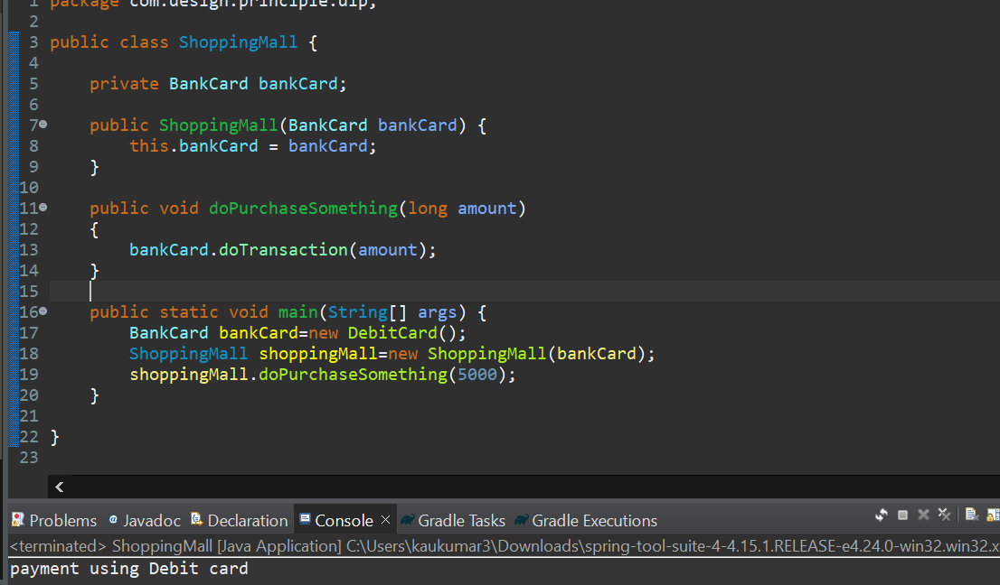 1 package com.design.principle.dip;
2
3 public class ShoppingMall {
4
5 private BankCard bankCard;
6
7 public ShoppingMall(BankCard bankCard) {
8 this.bankCard = bankCard;
9 }
10
11 public void doPurchaseSomething(long amount)
12 {
13 bankCard.doTransaction(amount);
14 }
15
16 public static void main(String[] args) {
17 BankCard bankCard=new DebitCard();
18 ShoppingMall shoppingMall=new ShoppingMall(bankCard);
19 shoppingMall.doPurchaseSomething(5000);
20 }
21
22 }
23
Problems @ Javadoc Declaration Console × Gradle Tasks Gradle Executions
<terminated> ShoppingMall [Java Application] C:\Users\kaukumar3\Downloads\spring-tool-suite-4-4.15.1.RELEASE-e4.24.0-win32.win32.x
payment using Debit card